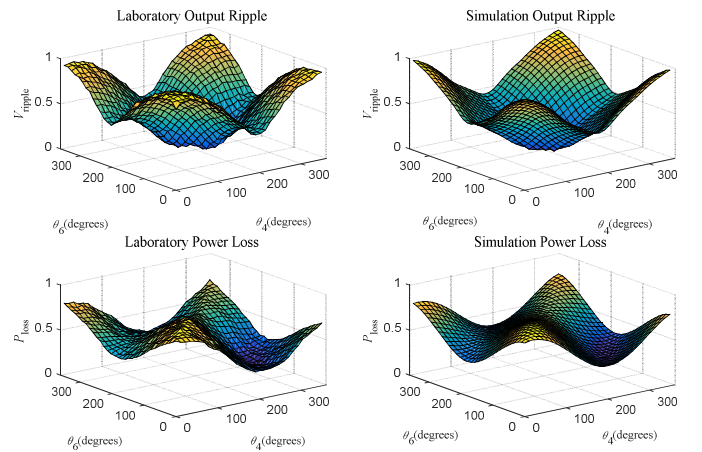 Laboratory Output Ripple
1
0.5
0
V ripple
300
200
100
0
θ6(degrees)
0
100
200
300
θ4(degrees)
Simulation Output Ripple
1
0.5
0
V ripple
300
200
100
0
θ6(degrees)
0
100
200
300
θ4(degrees)
Laboratory Power Loss
1
0.5
0
P loss
300
200
100
0
θ6(degrees)
0
100
200
300
θ4(degrees)
Simulation Power Loss
1
0.5
0
P loss
300
200
100
0
θ6(degrees)
0
100
200
300
θ4(degrees)